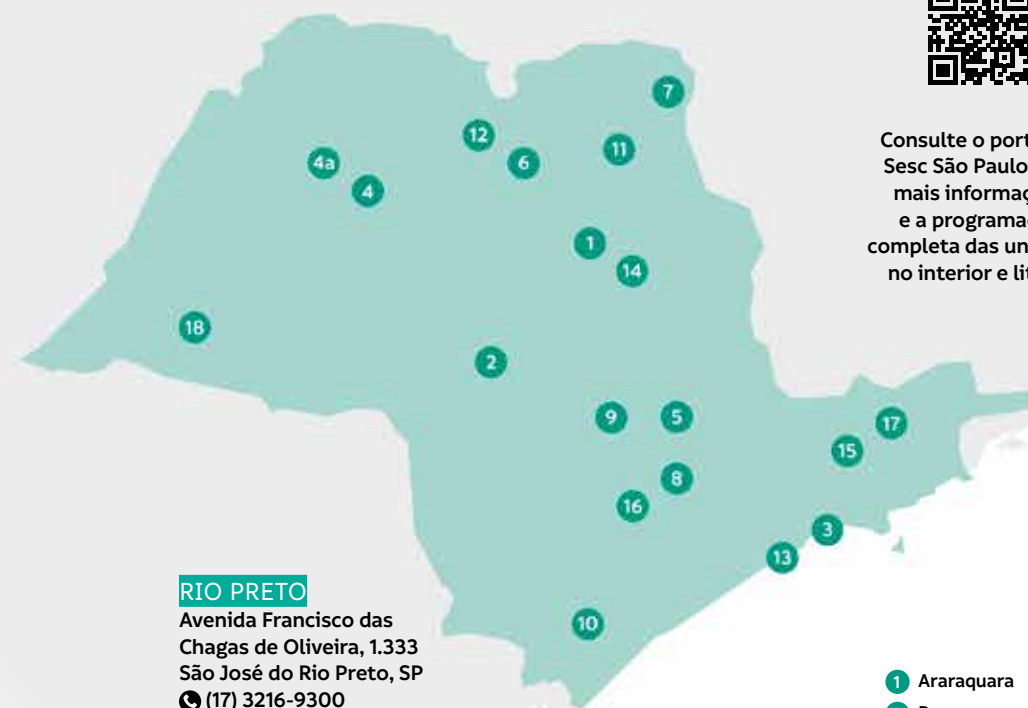 7
12
4a
6
11
4
1
14
18
2
9
5
17
15
8
16
3
13
10
Consulte o port
Sesc São Paulo
mais informaç
e a programa
completa das un
no interior e lit
RIO PRETO
Avenida Francisco das
Chagas de Oliveira, 1.333
São José do Rio Preto, SP
(17) 3216-9300
1 Araraquara